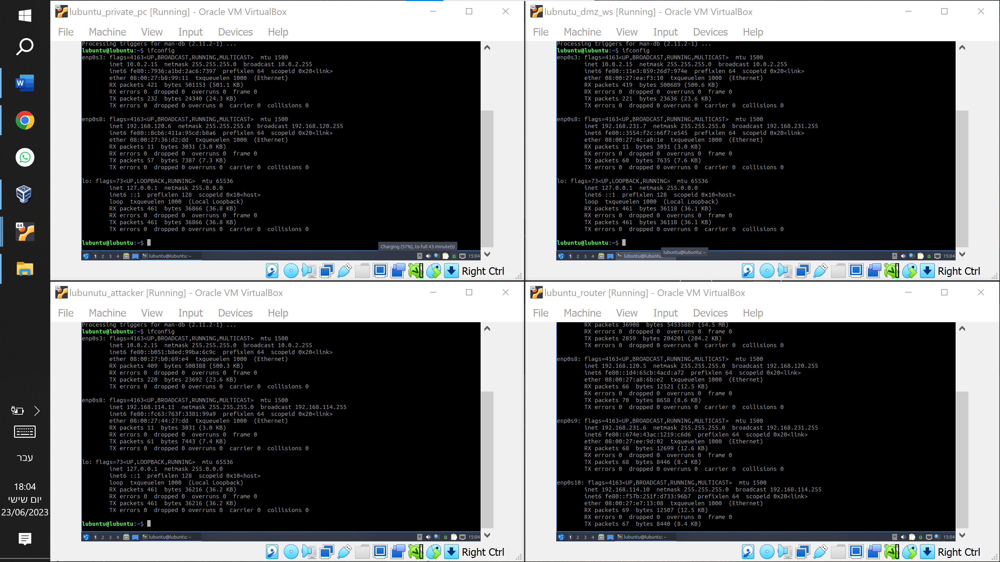 lubuntu_private_pc [Running] - Oracle VM VirtualBox
File Machine View Input Devices Help
Processing triggers for man-db (2.11.2-1) ...
lubuntu@lubuntu:~$ ifconfig
enp0s3: flags=4163<UP,BROADCAST,RUNNING,MULTICAST> mtu 1500
inet 10.0.2.15 netmask 255.255.255.0 broadcast 10.0.2.255
inet6 fe80::7936:a1bd:2ac6:7397 prefixlen 64 scopeid 0x20<link>
ether 08:00:27:b8:99:11 txqueuelen 1000 (Ethernet)
RX packets 421 bytes 501153 (501.1 KB)
RX errors 0 dropped 0 overruns 0 frame 0
TX packets 232 bytes 24340 (24.3 KB)
TX errors 0 dropped 0 overruns 0 carrier 0 collisions 0
enp0s8: flags=4163<UP,BROADCAST,RUNNING,MULTICAST> mtu 1500
inet 192.168.120.6 netmask 255.255.255.0 broadcast 192.168.120.255
inet6 fe80::8cb6:411a:95cd:b8a6 prefixlen 64 scopeid 0x20<link>
ether 08:00:27:36:d2:dd txqueuelen 1000 (Ethernet)
RX packets 11 bytes 3031 (3.0 KB)
RX errors 0 dropped 0 overruns 0 frame 0
TX packets 57 bytes 7387 (7.3 KB)
TX errors 0 dropped 0 overruns 0 carrier 0 collisions 0
lo: flags=73<UP,LOOPBACK,RUNNING> mtu 65536
inet 127.0.0.1 netmask 255.0.0.0
inet6 ::1 prefixlen 128 scopeid 0x10<host>
loop txqueuelen 1000 (Local Loopback)
RX packets 461 bytes 36866 (36.8 KB)
RX errors 0 dropped 0 overruns 0 frame 0
TX packets 461 bytes 36866 (36.8 KB)
TX errors 0 dropped 0 overruns 0 carrier 0 collisions 0
lubuntu@lubuntu:~$
Charging (57%), to full 43 minute(s)
1 2 3 4 lubuntu@lubuntu: ~ 15:04
64 Right Ctrl
lubnutu_dmz_ws [Running] - Oracle VM VirtualBox
File Machine View Input Devices Help
Processing triggers for man-db (2.11.2-1) ...
lubuntu@lubuntu:~$ ifconfig
enp0s3: flags=4163<UP,BROADCAST,RUNNING,MULTICAST> mtu 1500
inet 10.0.2.15 netmask 255.255.255.0 broadcast 10.0.2.255
inet6 fe80::11e3:859:26d7:974e prefixlen 64 scopeid 0x20<link>
ether 08:00:27:ea:f3:10 txqueuelen 1000 (Ethernet)
RX packets 419 bytes 500689 (500.6 KB)
RX errors 0 dropped 0 overruns 0 frame 0
TX packets 221 bytes 23636 (23.6 KB)
TX errors 0 dropped 0 overruns 0 carrier 0 collisions 0
enp0s8: flags=4163<UP,BROADCAST,RUNNING,MULTICAST> mtu 1500
inet 192.168.231.7 netmask 255.255.255.0 broadcast 192.168.231.255
inet6 fe80::3554:f2c:66f7:e545 prefixlen 64 scopeid 0x20<link>
ether 08:00:27:4c:a0:1e txqueuelen 1000 (Ethernet)
RX packets 11 bytes 3031 (3.0 KB)
RX errors 0 dropped 0 overruns 0 frame 0
TX packets 60 bytes 7635 (7.6 KB)
TX errors 0 dropped 0 overruns 0 carrier 0 collisions 0
lo: flags=73<UP,LOOPBACK,RUNNING> mtu 65536
inet 127.0.0.1 netmask 255.0.0.0
inet6 ::1 prefixlen 128 scopeid 0x10<host>
loop txqueuelen 1000 (Local Loopback)
RX packets 461 bytes 36118 (36.1 KB)
RX errors 0 dropped 0 overruns 0 frame 0
TX packets 461 bytes 36118 (36.1 KB)
TX errors 0 dropped 0 overruns 0 carrier 0 collisions 0
lubuntu@lubuntu:~$
lubuntu@lubuntu: ~
1 2 3 4 lubuntu@lubuntu: 15:04
Right Ctrl
lubunutu_attacker [Running] - Oracle VM VirtualBox
File Machine View Input Devices Help
Processing triggers for man-db (2.11.2-1) ...
lubuntu@lubuntu:~$ ifconfig
enp0s3: flags=4163<UP,BROADCAST,RUNNING,MULTICAST> mtu 1500
inet 10.0.2.15 netmask 255.255.255.0 broadcast 10.0.2.255
inet6 fe80::b051:b8ed:99ba:6c9c prefixlen 64 scopeid 0x20<link>
ether 08:00:27:b0:69:e4 txqueuelen 1000 (Ethernet)
RX packets 409 bytes 500388 (500.3 KB)
RX errors 0 dropped 0 overruns 0 frame 0
TX packets 220 bytes 23692 (23.6 KB)
TX errors 0 dropped 0 overruns 0 carrier 0 collisions 0
enp0s8: flags=4163<UP,BROADCAST,RUNNING,MULTICAST> mtu 1500
inet 192.168.114.11 netmask 255.255.255.0 broadcast 192.168.114.255
inet6 fe80::fc63:763f:3381:99a9 prefixlen 64 scopeid 0x20<link>
ether 08:00:27:44:27:dd txqueuelen 1000 (Ethernet)
RX packets 11 bytes 3031 (3.0 KB)
RX errors 0 dropped 0 overruns 0 frame 0
TX packets 61 bytes 7443 (7.4 KB)
TX errors 0 dropped 0 overruns 0 carrier 0 collisions 0
lo: flags=73<UP,LOOPBACK,RUNNING> mtu 65536
inet 127.0.0.1 netmask 255.0.0.0
inet6 ::1 prefixlen 128 scopeid 0x10<host>
loop txqueuelen 1000 (Local Loopback)
RX packets 461 bytes 36216 (36.2 KB)
RX errors 0 dropped 0 overruns 0 frame 0
TX packets 461 bytes 36216 (36.2 KB)
TX errors 0 dropped 0 overruns 0 carrier 0 collisions 0
lubuntu@lubuntu:~$
1 2 3 4 lubuntu@lubuntu: ~ 15:04
Right Ctrl
lubuntu_router [Running] - Oracle VM VirtualBox
File Machine View Input Devices Help
RX packets 36908 bytes 54535887 (54.5 MB)
RX errors 0 dropped 0 overruns 0 frame 0
TX packets 2859 bytes 204201 (204.2 KB)
TX errors 0 dropped 0 overruns 0 carrier 0 collisions 0
enp0s8: flags=4163<UP,BROADCAST,RUNNING,MULTICAST> mtu 1500
inet 192.168.120.5 netmask 255.255.255.0 broadcast 192.168.120.255
inet6 fe80::1d4:65cb:4acd:a72 prefixlen 64 scopeid 0x20<link>
ether 08:00:27:a8:6b:e2 txqueuelen 1000 (Ethernet)
RX packets 66 bytes 12521 (12.5 KB)
RX errors 0 dropped 0 overruns 0 frame 0
TX packets 70 bytes 8658 (8.6 KB)
TX errors 0 dropped 0 overruns 0 carrier 0 collisions 0
enp0s9: flags=4163<UP,BROADCAST,RUNNING,MULTICAST> mtu 1500
inet 192.168.231.6 netmask 255.255.255.0 broadcast 192.168.231.255
inet6 fe80::674e:43ac:1219:c6d6 prefixlen 64 scopeid 0x20<link>
ether 08:00:27:ee:9d:02 txqueuelen 1000 (Ethernet)
RX packets 68 bytes 12699 (12.6 KB)
RX errors 0 dropped 0 overruns 0 frame 0
TX packets 68 bytes 8446 (8.4 KB)
TX errors 0 dropped 0 overruns 0 carrier 0 collisions 0
enp0s10: flags=4163<UP,BROADCAST,RUNNING,MULTICAST> mtu 1500
inet 192.168.114.10 netmask 255.255.255.0 broadcast 192.168.114.255
inet6 fe80::f57b:251f:d733:96b7 prefixlen 64 scopeid 0x20<link>
ether 08:00:27:e7:13:08 txqueuelen 1000 (Ethernet)
RX packets 69 bytes 12507 (12.5 KB)
RX errors 0 dropped 0 overruns 0 frame 0
TX packets 67 bytes 8440 (8.4 KB)
1 2 3 4 lubuntu@lubuntu: ~ 15:04
Right Ctrl
עבר
18:04
יום שישי
23/06/2023